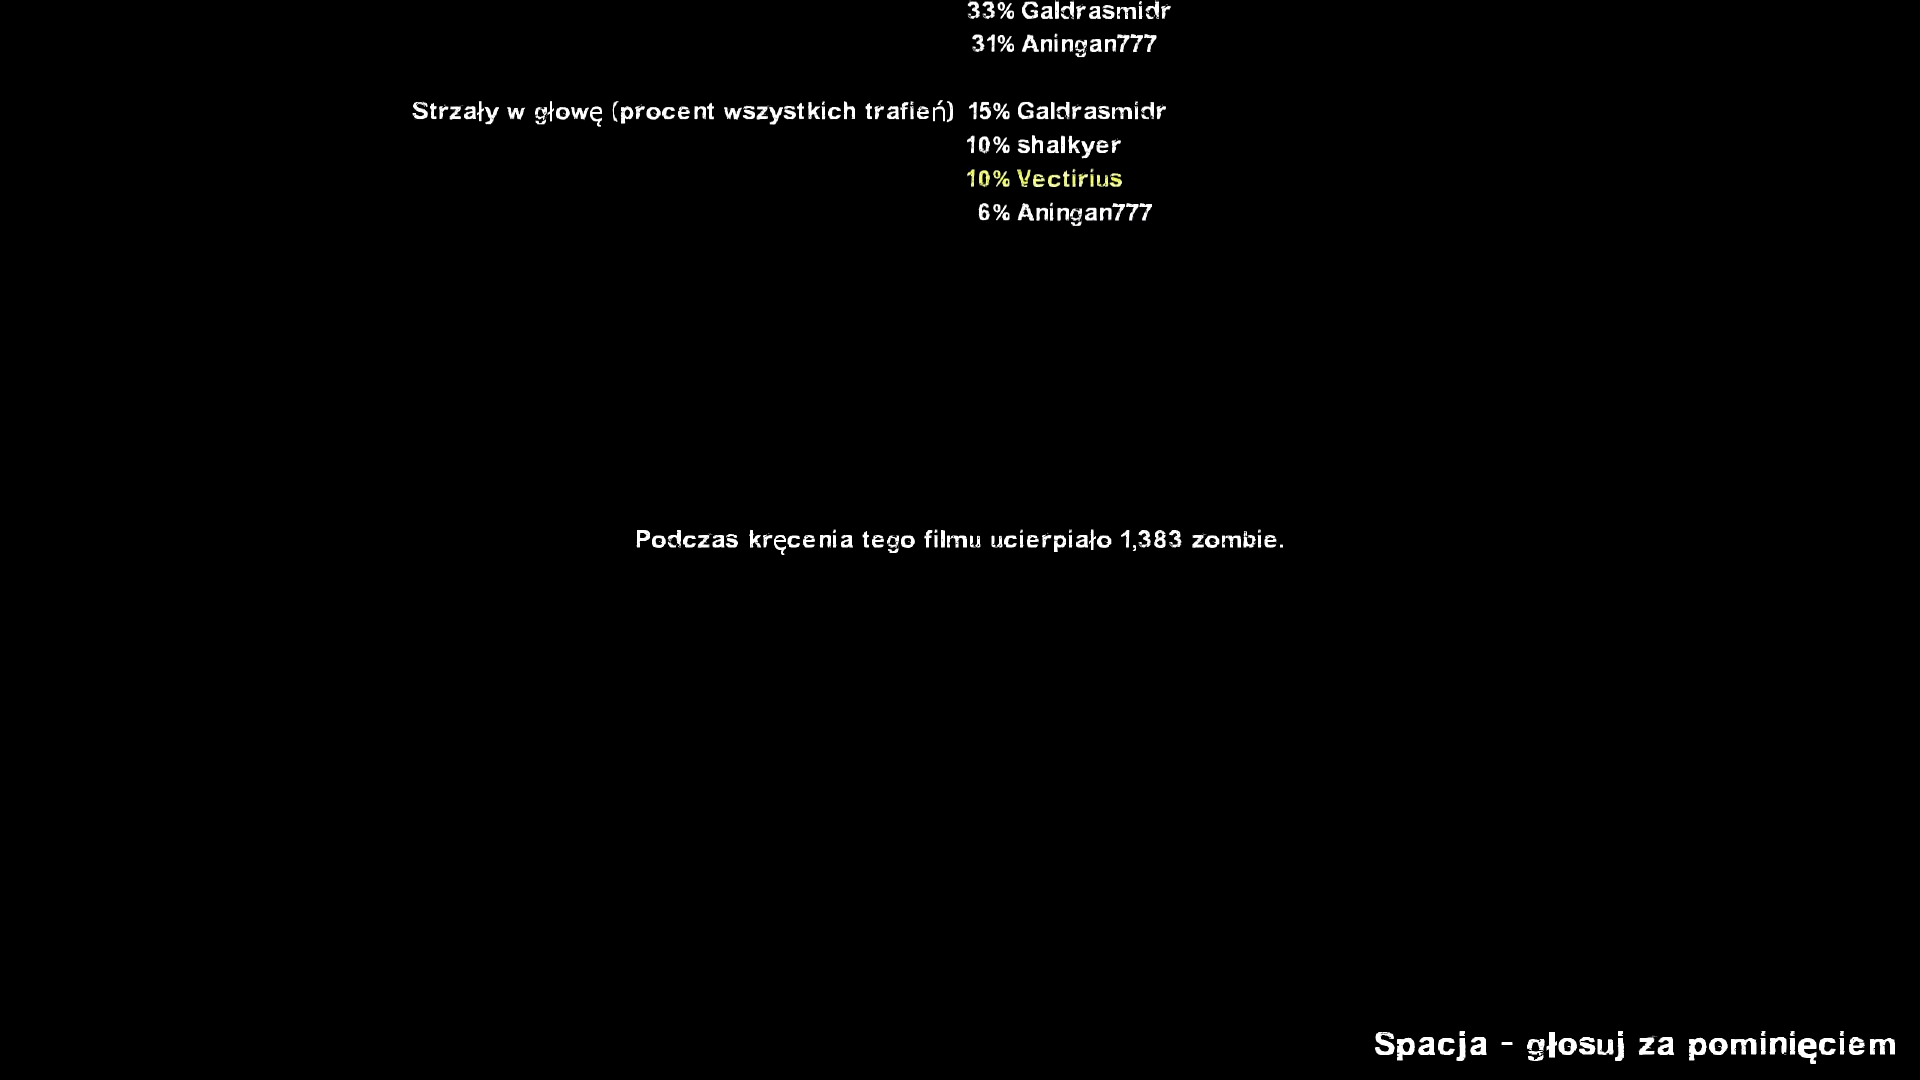 33% Galdrasmidr
31% Aningan777
Strzały w głowę (procent wszystkich trafień) 15% Galdrasmidr
10% shalkyer
10% Vectirius
6% Aningan777
Podczas kręcenia tego filmu ucierpiało 1,383 zombie.
Spacja - głosuj za pominięciem